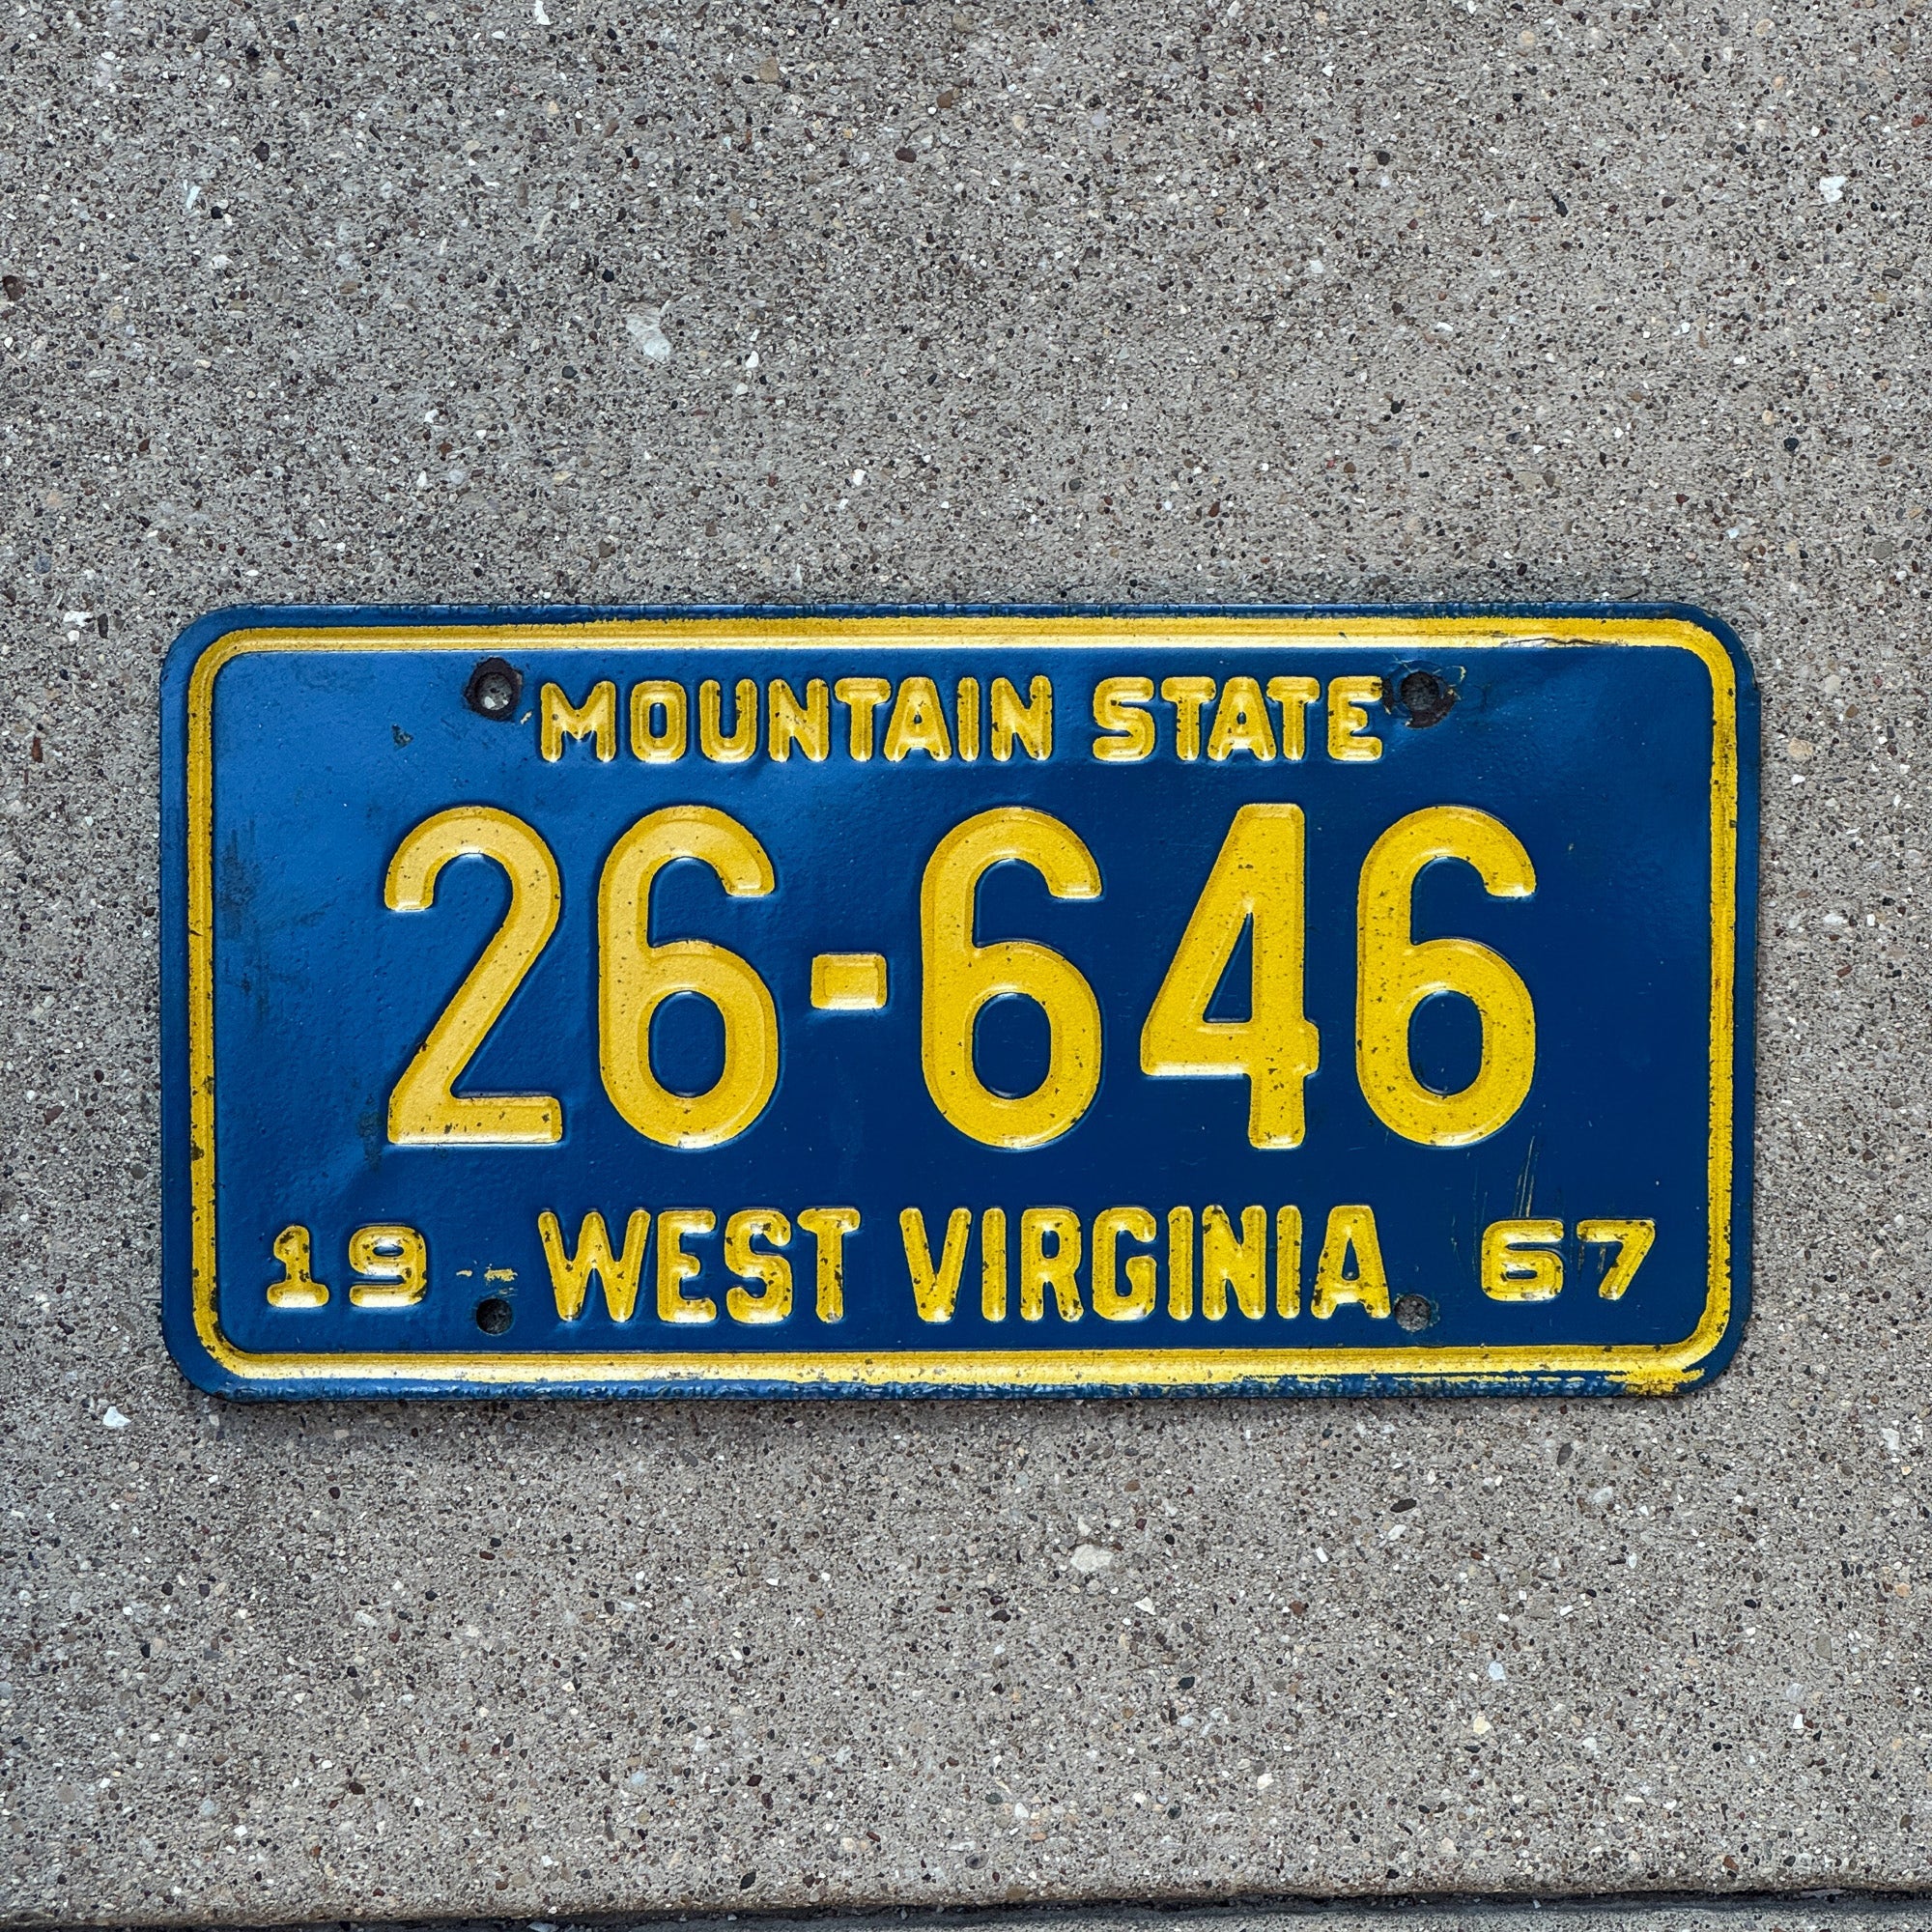 MOUNTAIN STATE
26-646
19 WEST VIRGINIA 67